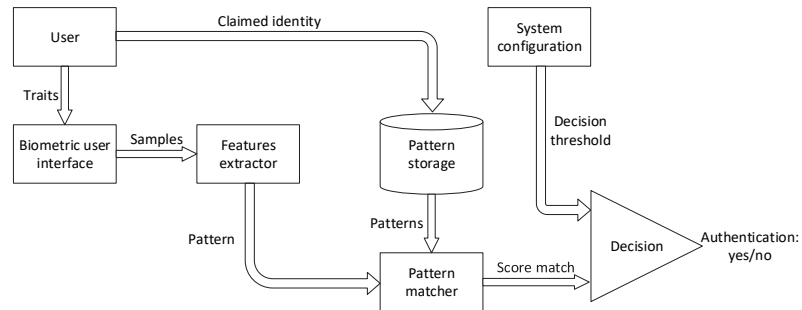 Claimed identity
User
System
configuration
Traits
Decision
threshold
Biometric user
interface
Samples
Features
extractor
Pattern
storage
Pattern
Patterns
Decision
Authentication:
yes/no
Pattern
matcher
Score match